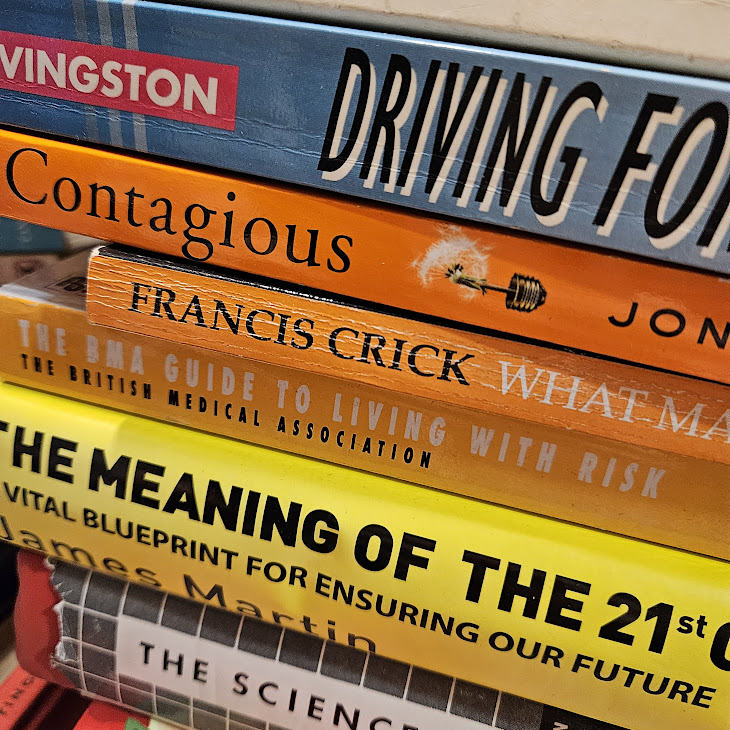 VINGSTON
DRIVING FO
Contagious
JON
FRANCIS CRICK WHAT MA
THE BMA GUIDE TO LiVING WITH RISK
THE BRITISH MEDICAL ASSOCIATION
THE MEANING OF THE 21st C
VITAL BLUEPRINT FOR ENSURING OUR FUTURE
James Martin
THE SCIENCE